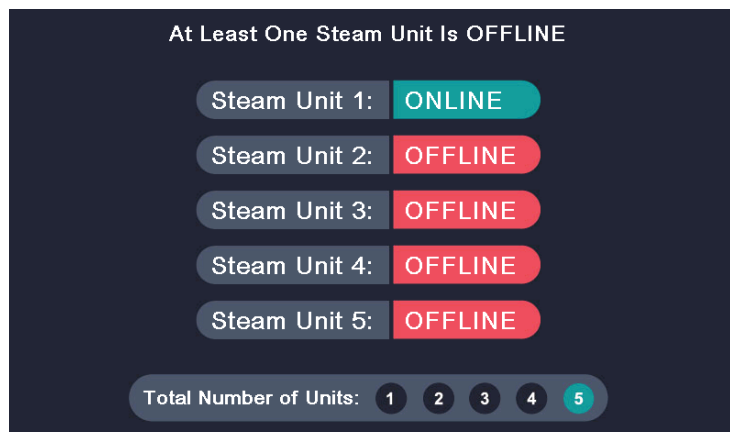 At Least One Steam Unit Is OFFLINE
Steam Unit 1: ONLINE
Steam Unit 2: OFFLINE
Steam Unit 3: OFFLINE
Steam Unit 4: OFFLINE
Steam Unit 5: OFFLINE
Total Number of Units: 1 2 3 4 5